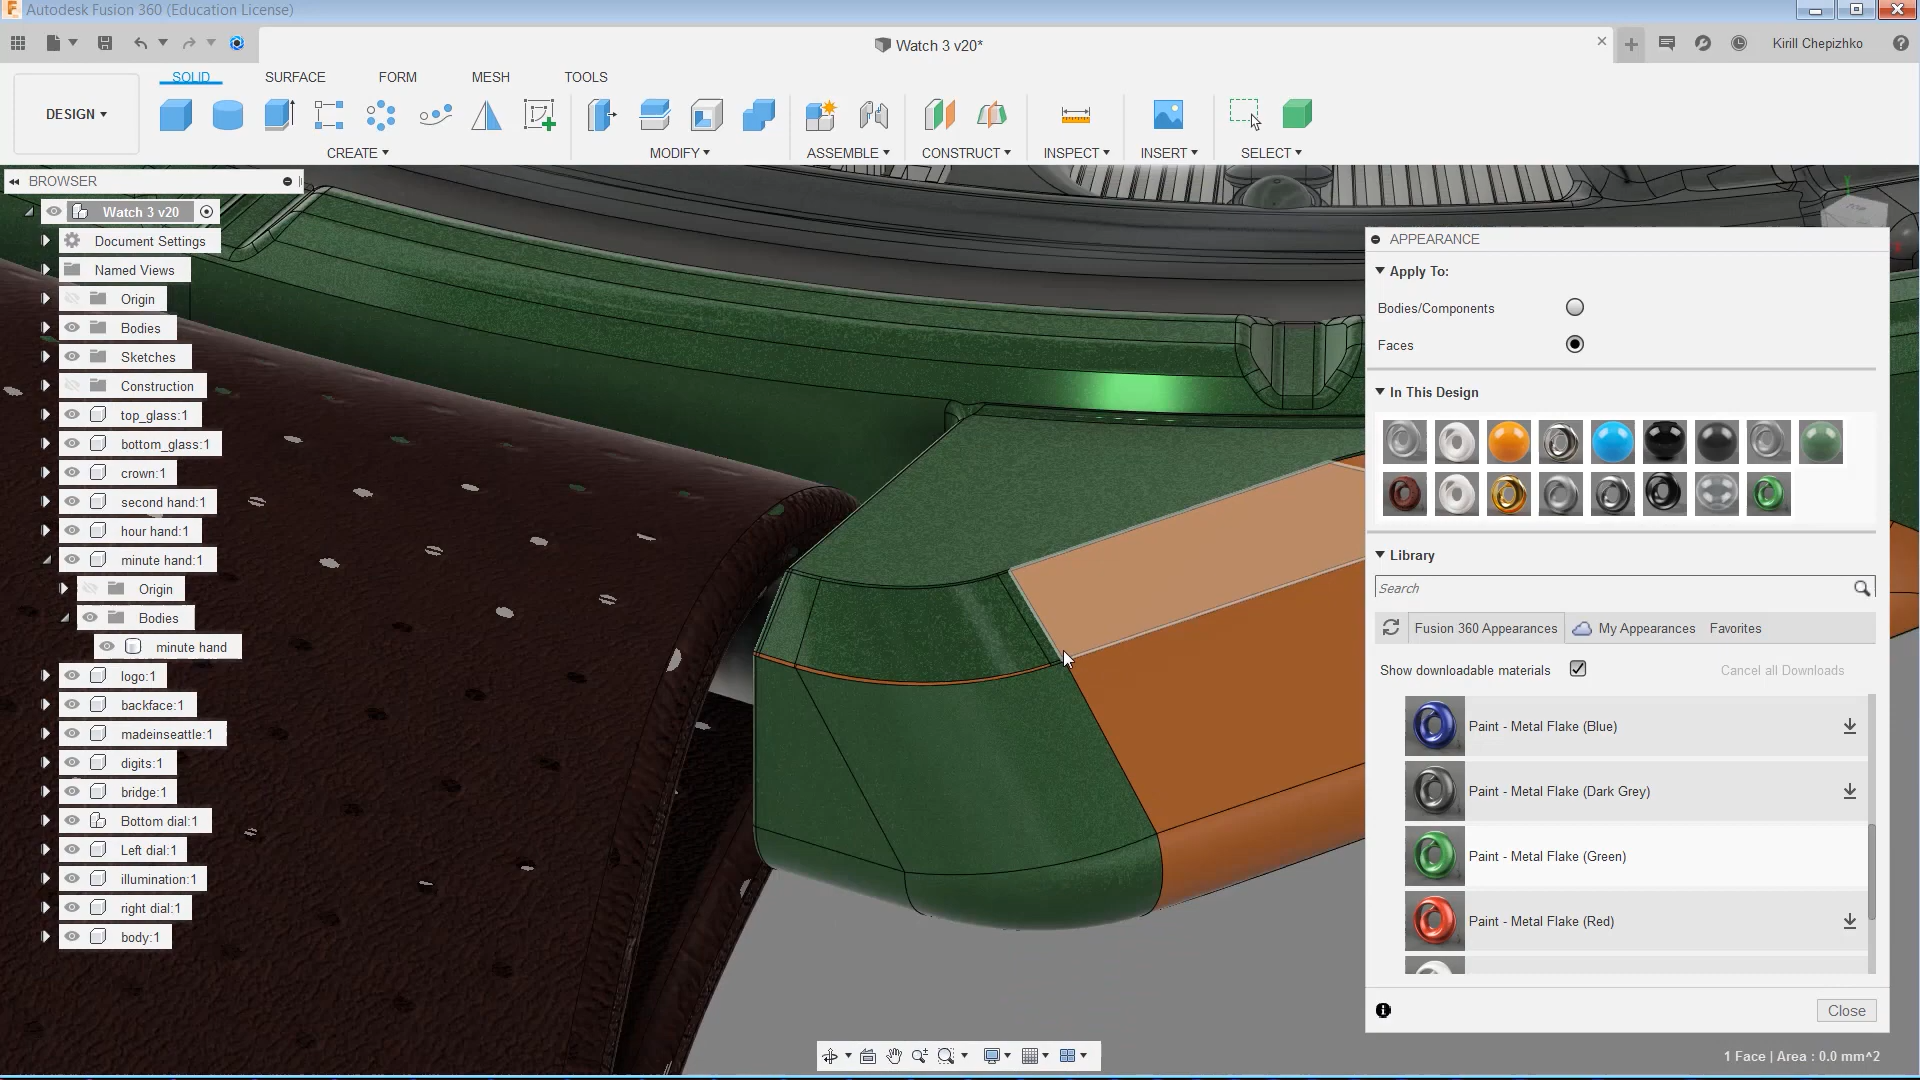 Autodesk Fusion 360 (Education License)
Watch 3 v20*
Kirill Chepizhko
SOLID SURFACE FORM MESH TOOLS
DESIGN
CREATE MODIFY ASSEMBLE CONSTRUCT INSPECT INSERT SELECT
BROWSER
Watch 3 v20
Document Settings
Named Views
Origin
Bodies
Sketches
Construction
top_glass:1
bottom_glass:1
crown:1
second hand:1
hour hand:1
minute hand:1
Origin
Bodies
minute hand
logo:1
backface:1
madeinseattle:1
digits:1
bridge:1
Bottom dial:1
Left dial:1
illumination:1
right dial:1
body:1
APPEARANCE
Apply To:
Bodies/Components
Faces
In This Design
Library
Search
Fusion 360 Appearances My Appearances Favorites
Show downloadable materials Cancel all Downloads
Paint - Metal Flake (Blue)
Paint - Metal Flake (Dark Grey)
Paint - Metal Flake (Green)
Paint - Metal Flake (Red)
Close
1 Face | Area : 0.0 mm^2